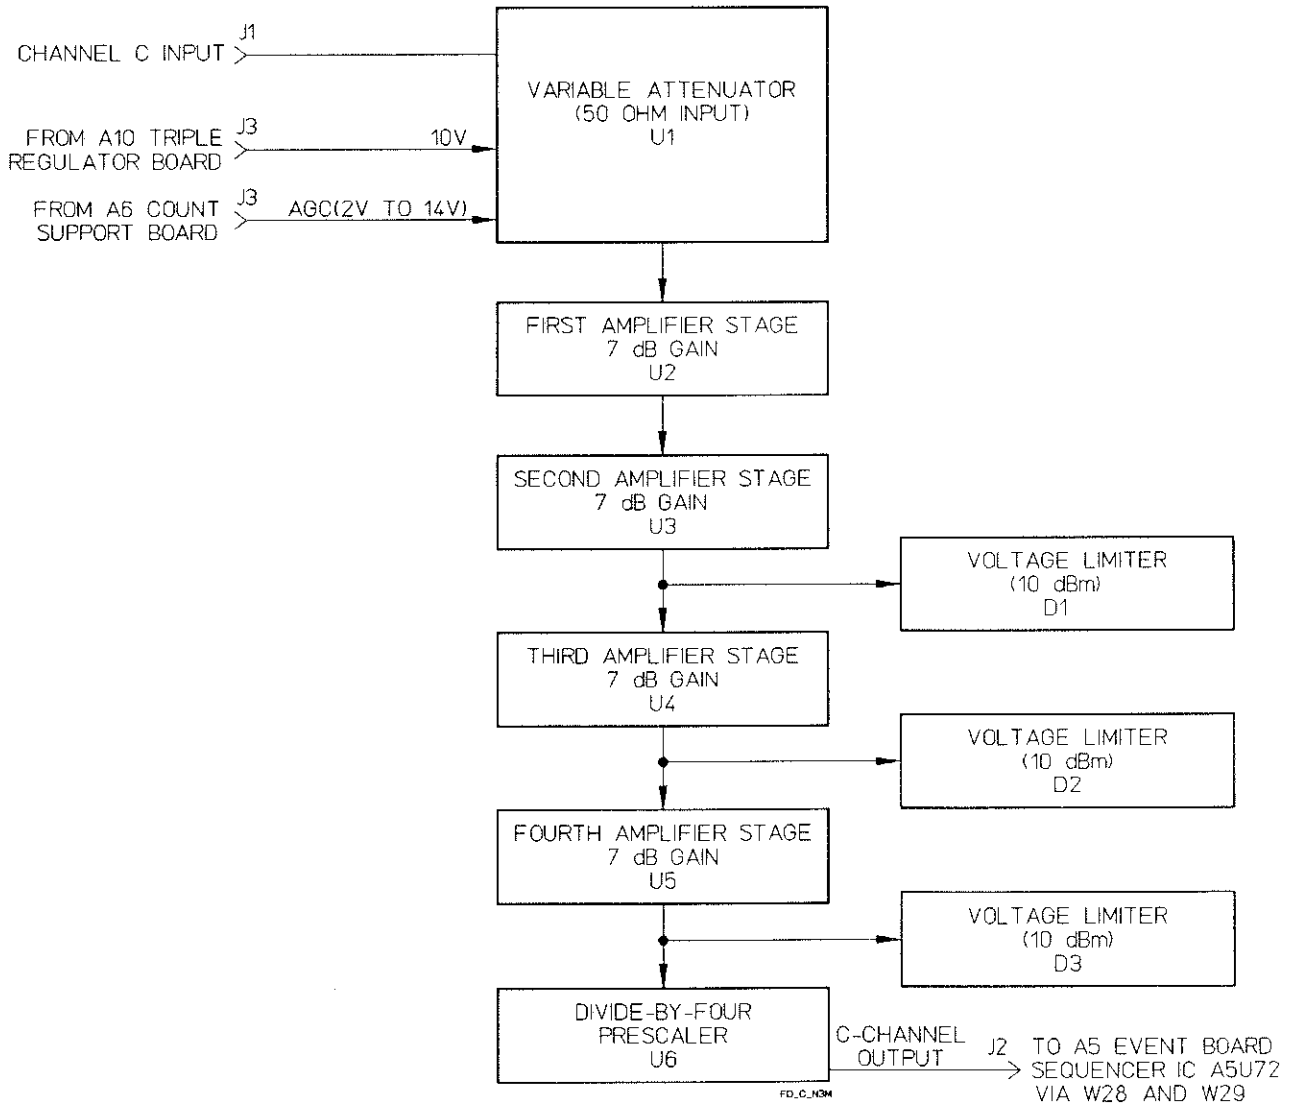 J1
CHANNEL C INPUT
VARIABLE ATTENUATOR
(50 OHM INPUT)
U1
J3
FROM A10 TRIPLE
REGULATOR BOARD
10V
J3
FROM A6 COUNT
SUPPORT BOARD
AGC(2V TO 14V)
FIRST AMPLIFIER STAGE
7 dB GAIN
U2
SECOND AMPLIFIER STAGE
7 dB GAIN
U3
VOLTAGE LIMITER
(10 dBm)
D1
THIRD AMPLIFIER STAGE
7 dB GAIN
U4
VOLTAGE LIMITER
(10 dBm)
D2
FOURTH AMPLIFIER STAGE
7 dB GAIN
U5
VOLTAGE LIMITER
(10 dBm)
D3
DIVIDE-BY-FOUR
PRESCALER
U6
C-CHANNEL
OUTPUT
J2
TO A5 EVENT BOARD
SEQUENCER IC A5U72
VIA W28 AND W29
FD_C_N3M